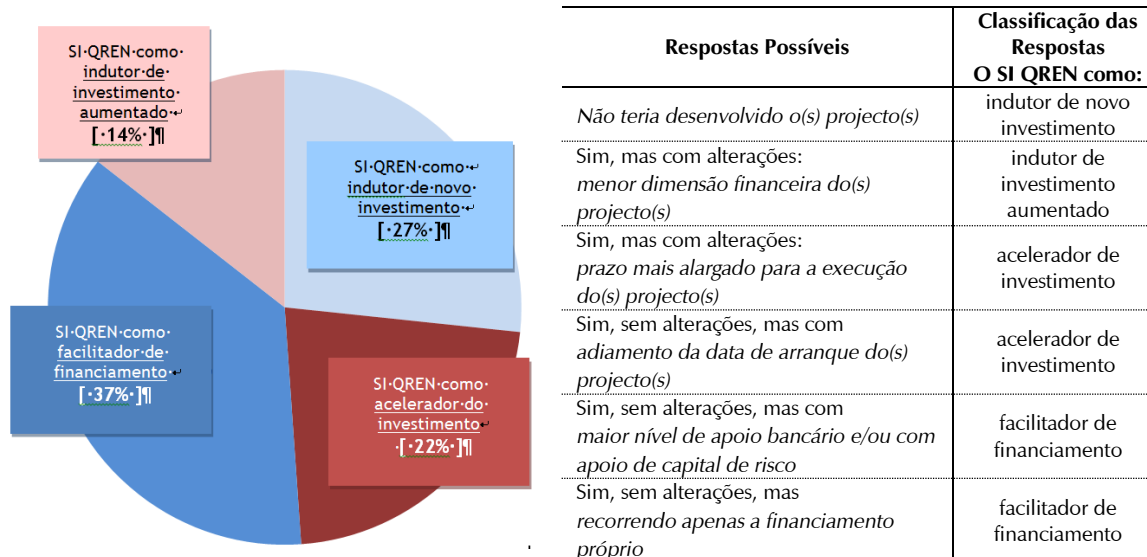 SI·QREN·como·
indutor·de·
investimento·
aumentado·↵
[·14%·]¶
SI·QREN·como·↵
indutor·de·novo·
investimento·↵
[·27%·]¶
SI·QREN·como·
facilitador·de·
financiamento·↵
[·37%·]¶
SI·QREN·como·
acelerador·do·
investimento↵
·[·22%·]¶
Respostas Possíveis
Classificação das
Respostas
O SI QREN como:
Não teria desenvolvido o(s) projecto(s)
indutor de novo
investimento
Sim, mas com alterações:
menor dimensão financeira do(s)
projecto(s)
indutor de
investimento
aumentado
Sim, mas com alterações:
prazo mais alargado para a execução
do(s) projecto(s)
acelerador de
investimento
Sim, sem alterações, mas com
adiamento da data de arranque do(s)
projecto(s)
acelerador de
investimento
Sim, sem alterações, mas com
maior nível de apoio bancário e/ou com
apoio de capital de risco
facilitador de
financiamento
Sim, sem alterações, mas
recorrendo apenas a financiamento
próprio
facilitador de
financiamento